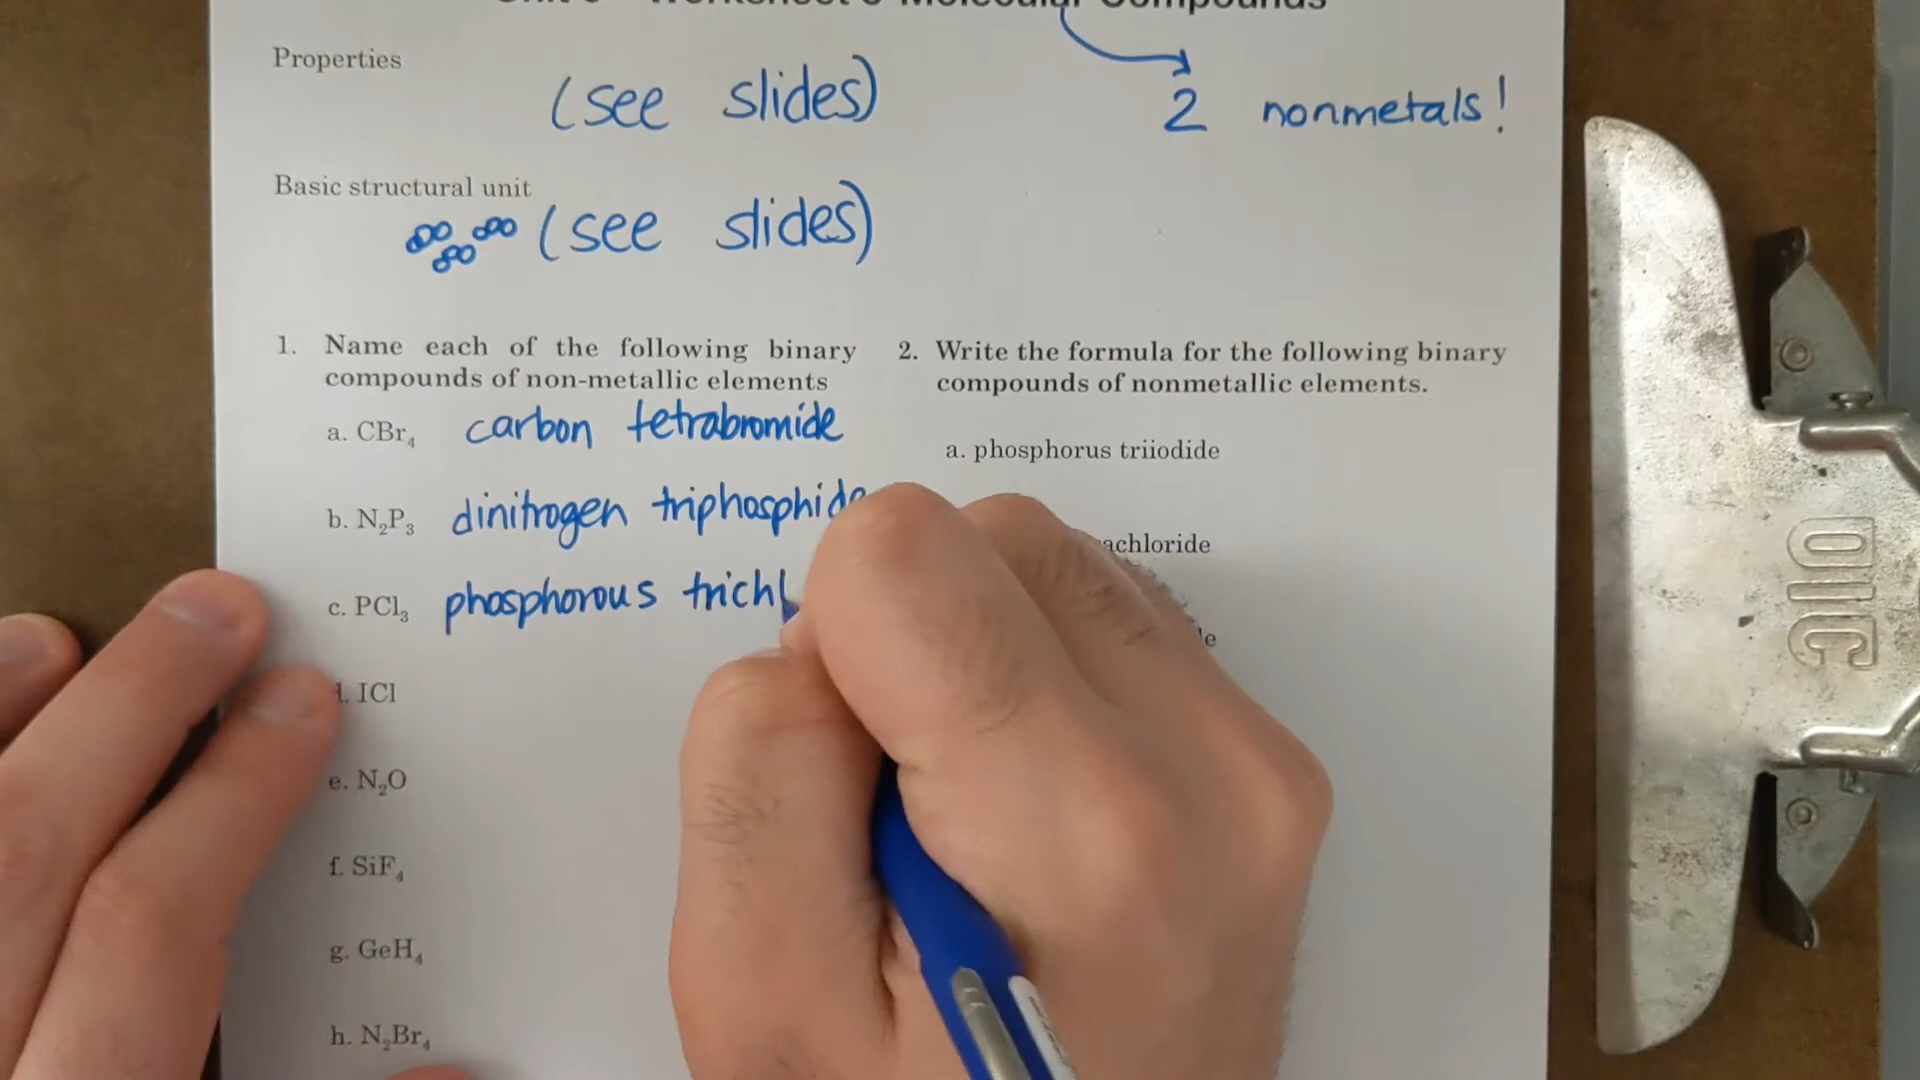 Properties
(see slides)
2 nonmetals!
Basic structural unit
(see slides)
1. Name each of the following binary
compounds of non-metallic elements
a. CBr₄ carbon tetrabromide
b. N₂P₃ dinitrogen triphosphide
c. PCl₃ phosphorous trichl
. ICl
e. N₂O
f. SiF₄
g. GeH₄
h. N₂Br₄
2. Write the formula for the following binary
compounds of nonmetallic elements.
a. phosphorus triiodide
achloride
OIC